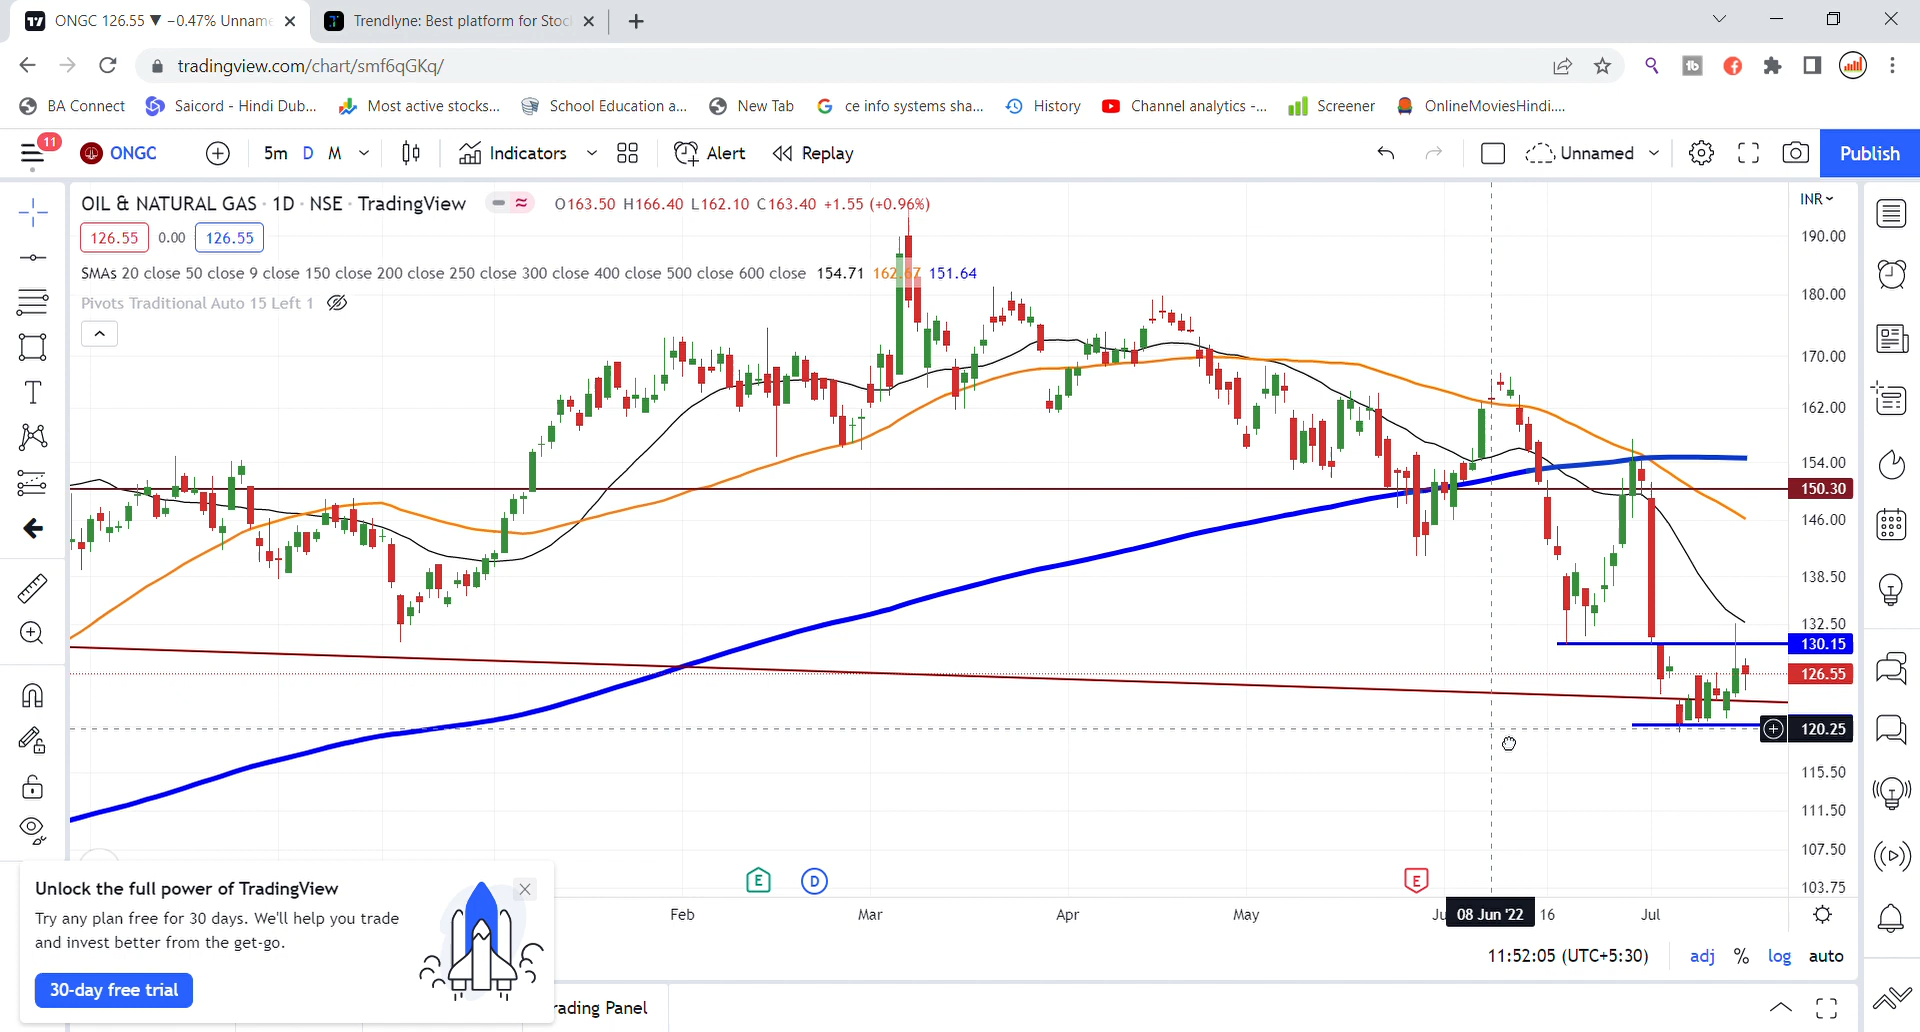 ONGC 126.55 ▼ −0.47% Unname
Trendlyne: Best platform for Stoc
tradingview.com/chart/smf6qGKq/
BA Connect
Saicord - Hindi Dub...
Most active stocks...
School Education a...
New Tab
ce info systems sha...
History
Channel analytics -...
Screener
OnlineMoviesHindi....
11
ONGC
5m D M
Indicators
Alert
Replay
Unnamed
Publish
OIL & NATURAL GAS · 1D · NSE · TradingView
O163.50 H166.40 L162.10 C163.40 +1.55 (+0.96%)
INR
126.55 0.00 126.55
SMAs 20 close 50 close 9 close 150 close 200 close 250 close 300 close 400 close 500 close 600 close 154.71 162.67 151.64
Pivots Traditional Auto 15 Left 1
190.00
180.00
170.00
162.00
154.00
150.30
146.00
138.50
132.50
130.15
126.55
120.25
115.50
111.50
107.50
103.75
E D E
Feb Mar Apr May Ju 08 Jun '22 16 Jul
11:52:05 (UTC+5:30) adj % log auto
Unlock the full power of TradingView
Try any plan free for 30 days. We'll help you trade
and invest better from the get-go.
30-day free trial
rading Panel